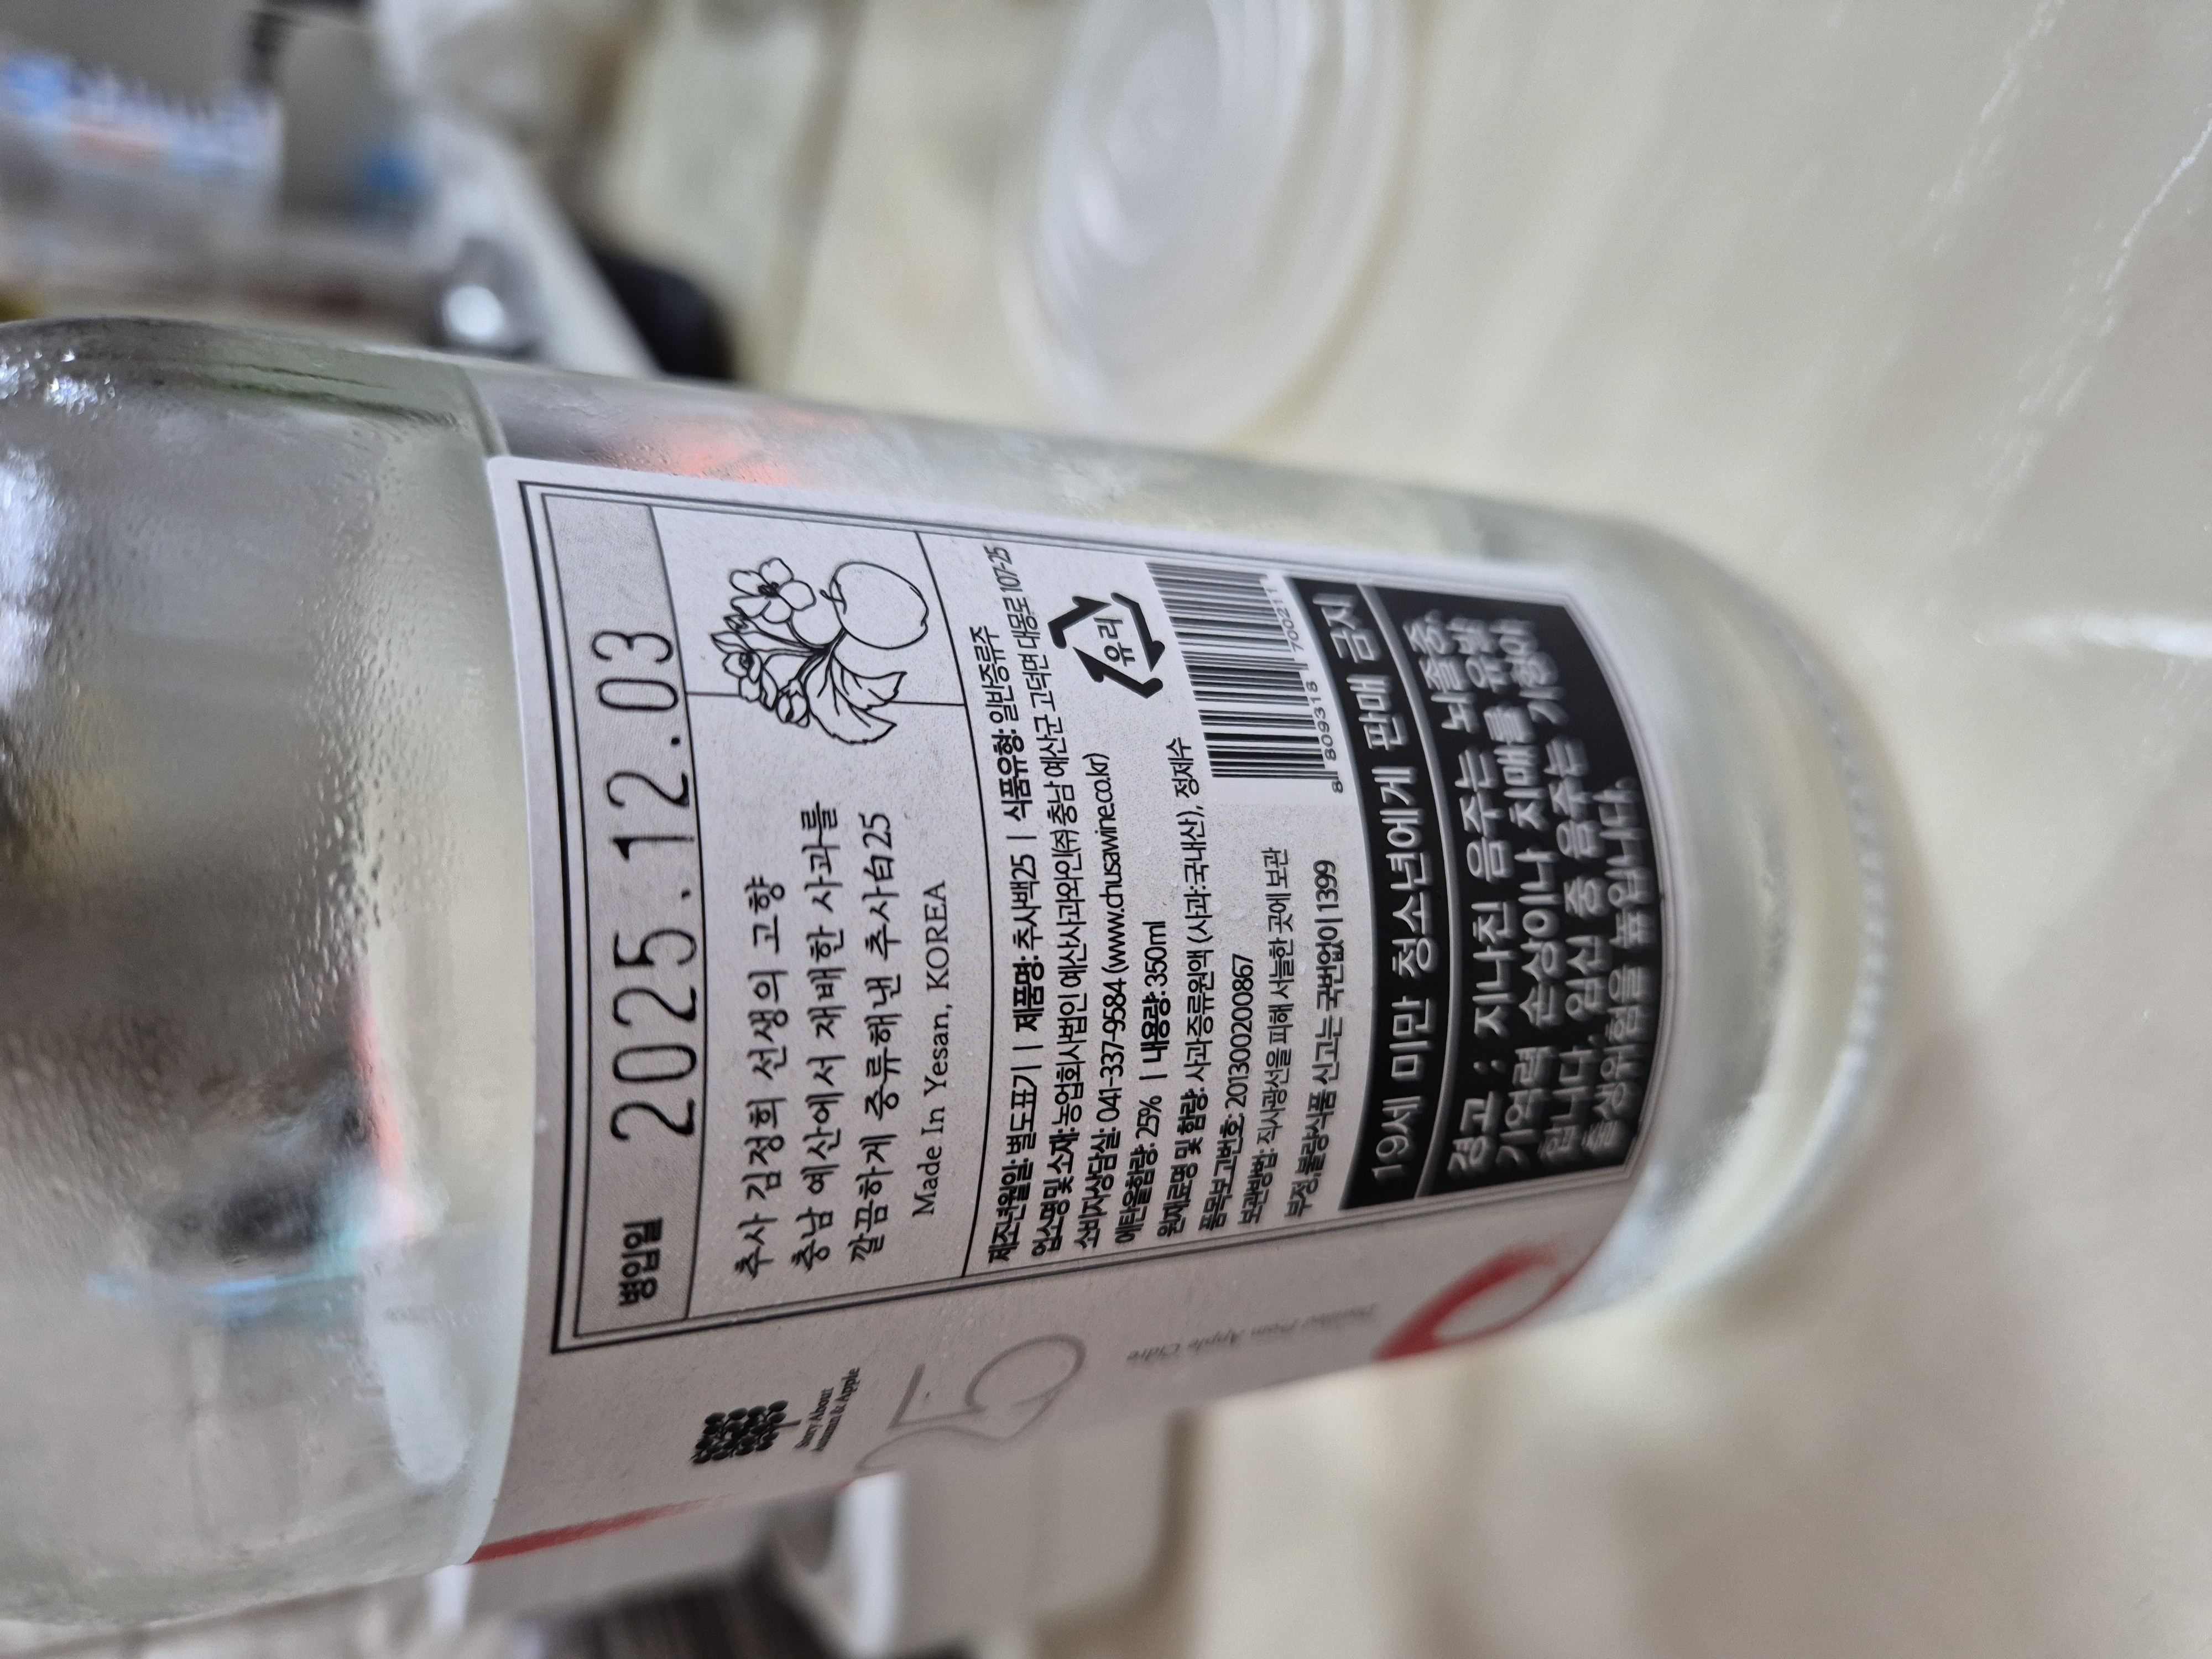 병입일 2025.12.03
추사 김정희 선생의 고향
충남 예산에서 재배한 사과를
깔끔하게 증류해낸 추사白25
Made In Yesan, KOREA
제조년월일: 별도표기 | 제품명: 추사백25 | 식품유형: 일반증류주
업소명및소재: 농업회사법인 예산사과와인(주) 충남 예산군 고덕면 대몽로 107-25
소비자상담실: 041-337-9584 (www.chusawine.co.kr)
에탄올함량: 25% | 내용량: 350ml
원재료명 및 함량: 사과증류원액 (사과:국내산), 정제수
품목보고번호: 201300200867
보관방법: 직사광선을 피해 서늘한 곳에 보관
부정,불량식품 신고는 국번없이 1399
유리
8 809318 700211
19세 미만 청소년에게 판매 금지
경고 : 지나친 음주는 뇌졸중,
기억력 손상이나 치매를 유발
합니다. 임신 중 음주는 기형아
출생위험을 높입니다.
Story About
Autumn & Apple
25
Apple Cidre